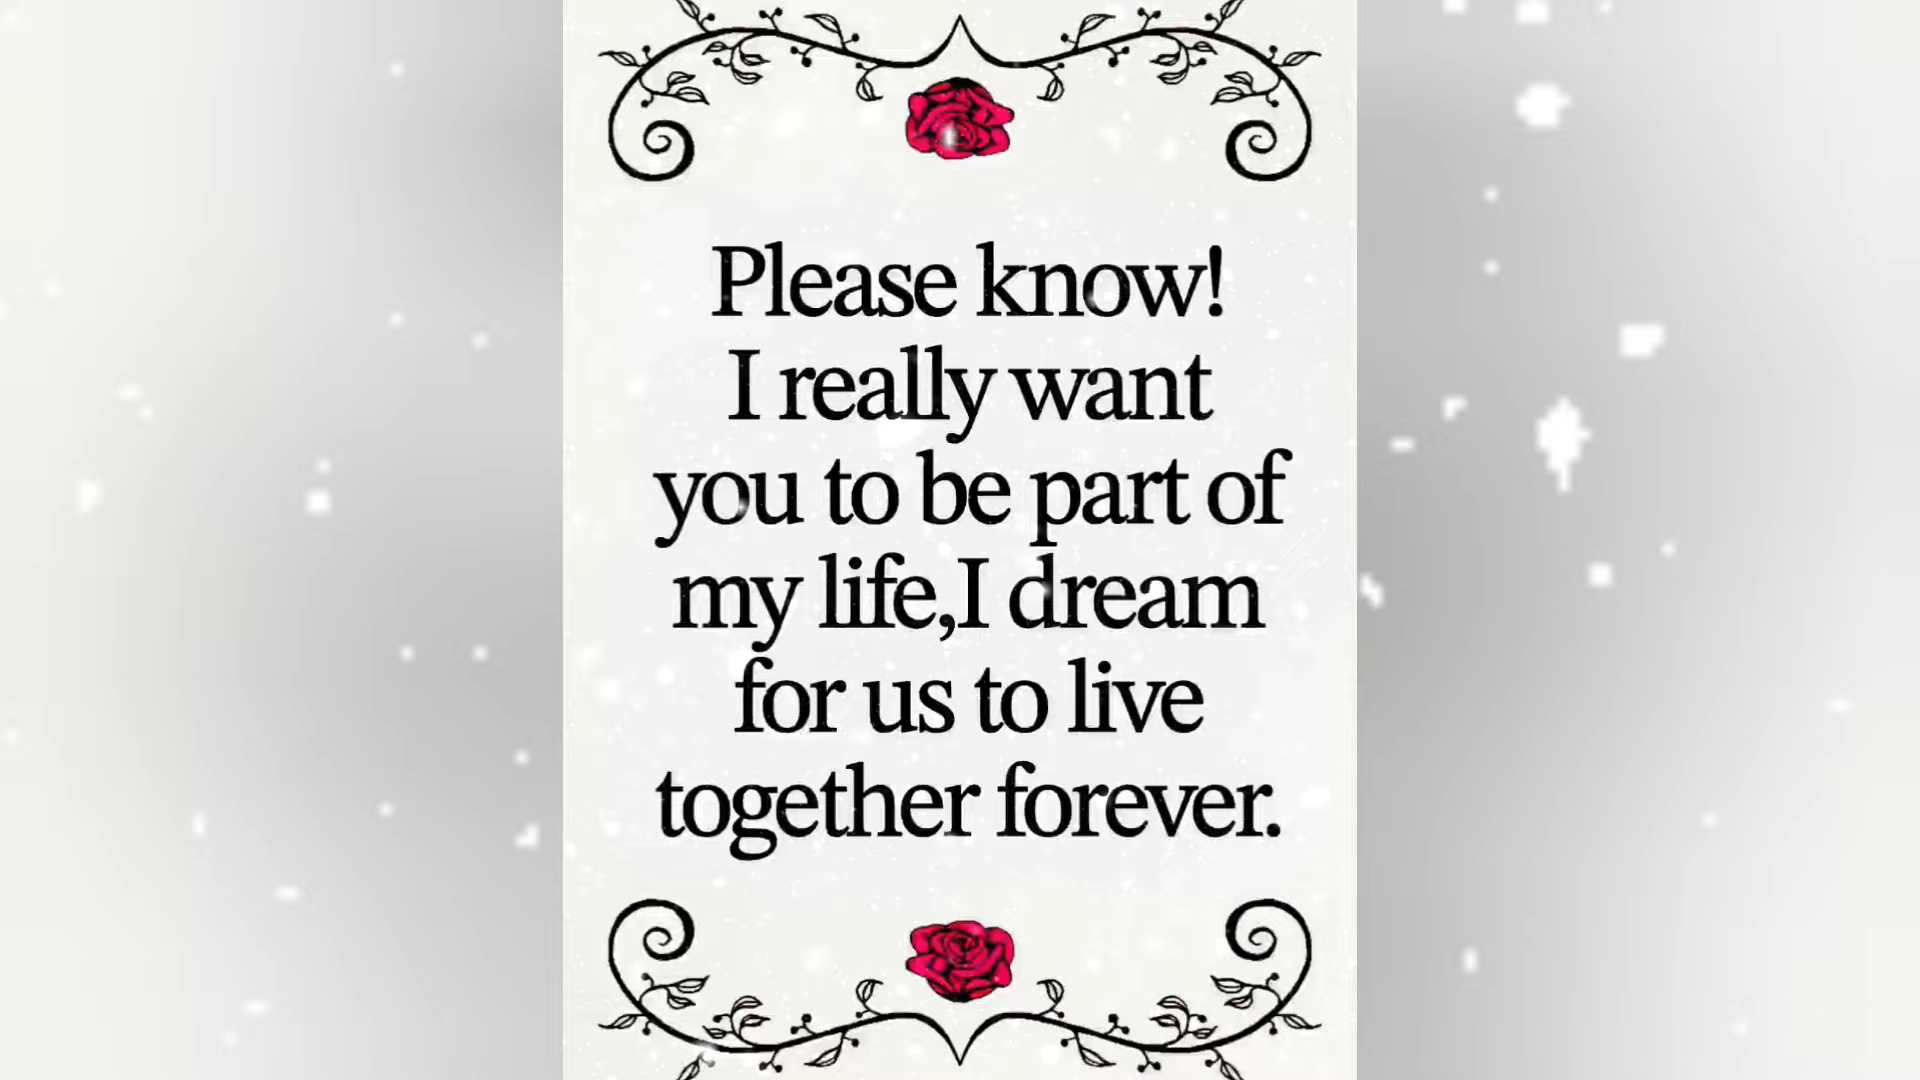 Please know!
I really want
you to be part of
my life,I dream
for us to live
together forever.